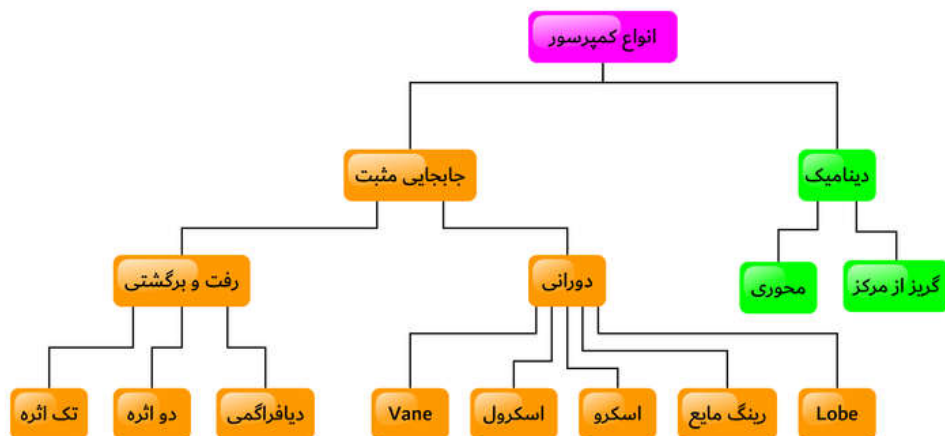 انواع کمپرسور
دینامیک
جابجایی مثبت
گریز از مرکز
محوری
دورانی
رفت و برگشتی
Lobe
رینگ مایع
اسکرو
اسکرول
Vane
دیافراگمی
دو اثره
تک اثره